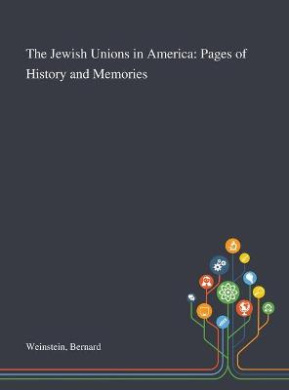 The Jewish Unions in America: Pages of
History and Memories
Weinstein, Bernard